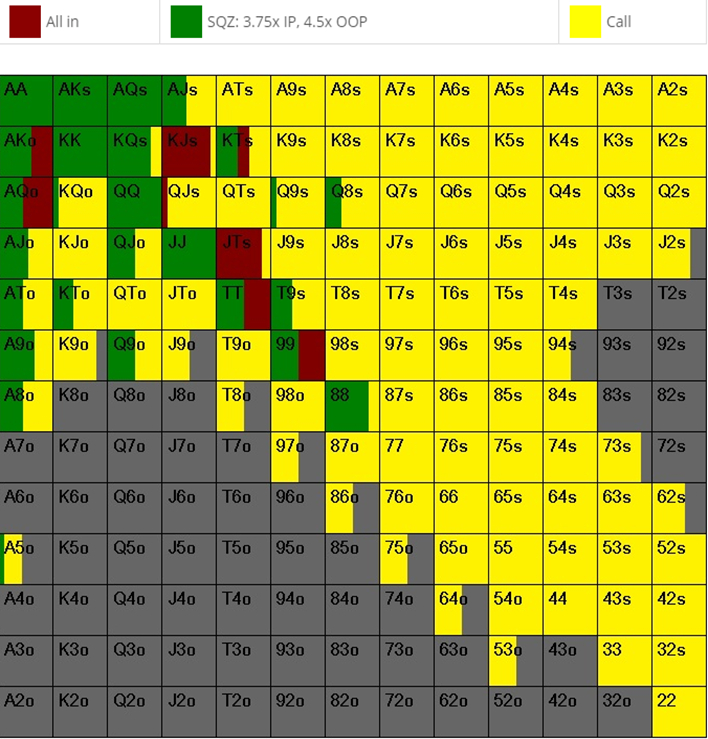 All in SQZ: 3.75x IP, 4.5x OOP Call
AA AKs AQs AJs ATs A9s A8s A7s A6s A5s A4s A3s A2s
AKo KK KQs KJs KTs K9s K8s K7s K6s K5s K4s K3s K2s
AQo KQo QQ QJs QTs Q9s Q8s Q7s Q6s Q5s Q4s Q3s Q2s
AJo KJo QJo JJ JTs J9s J8s J7s J6s J5s J4s J3s J2s
ATo KTo QTo JTo TT T9s T8s T7s T6s T5s T4s T3s T2s
A9o K9o Q9o J9o T9o 99 98s 97s 96s 95s 94s 93s 92s
A8o K8o Q8o J8o T8o 98o 88 87s 86s 85s 84s 83s 82s
A7o K7o Q7o J7o T7o 97o 87o 77 76s 75s 74s 73s 72s
A6o K6o Q6o J6o T6o 96o 86o 76o 66 65s 64s 63s 62s
A5o K5o Q5o J5o T5o 95o 85o 75o 65o 55 54s 53s 52s
A4o K4o Q4o J4o T4o 94o 84o 74o 64o 54o 44 43s 42s
A3o K3o Q3o J3o T3o 93o 83o 73o 63o 53o 43o 33 32s
A2o K2o Q2o J2o T2o 92o 82o 72o 62o 52o 42o 32o 22